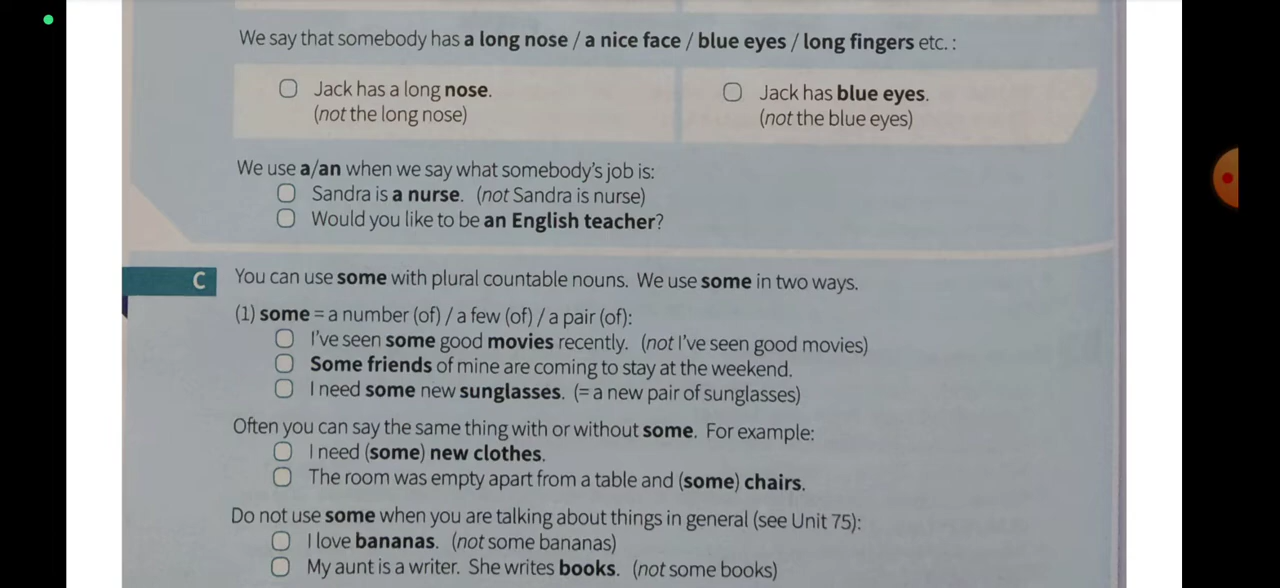 We say that somebody has a long nose / a nice face / blue eyes / long fingers etc. :
Jack has a long nose.
(not the long nose)
Jack has blue eyes.
(not the blue eyes)
We use a/an when we say what somebody's job is:
Sandra is a nurse. (not Sandra is nurse)
Would you like to be an English teacher?
C You can use some with plural countable nouns. We use some in two ways.
(1) some = a number (of) / a few (of) / a pair (of):
I've seen some good movies recently. (not I've seen good movies)
Some friends of mine are coming to stay at the weekend.
I need some new sunglasses. (= a new pair of sunglasses)
Often you can say the same thing with or without some. For example:
I need (some) new clothes.
The room was empty apart from a table and (some) chairs.
Do not use some when you are talking about things in general (see Unit 75):
I love bananas. (not some bananas)
My aunt is a writer. She writes books. (not some books)